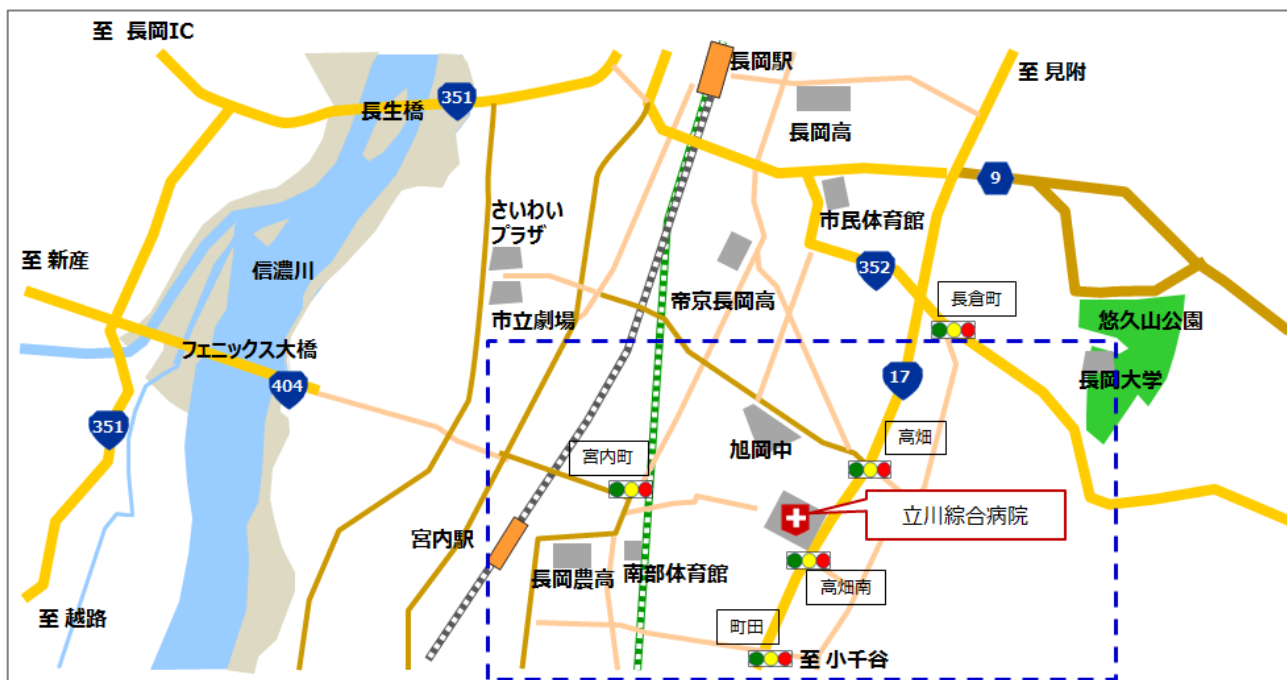 至 長岡IC
長岡駅
至 見附
351
長生橋
長岡高
9
さいわい
プラザ
市民体育館
至 新産
信濃川
352
帝京長岡高
長倉町
市立劇場
悠久山公園
フェニックス大橋
長岡大学
404
17
351
高畑
宮内町
旭岡中
立川綜合病院
宮内駅
長岡農高
南部体育館
高畑南
至 越路
町田
至 小千谷